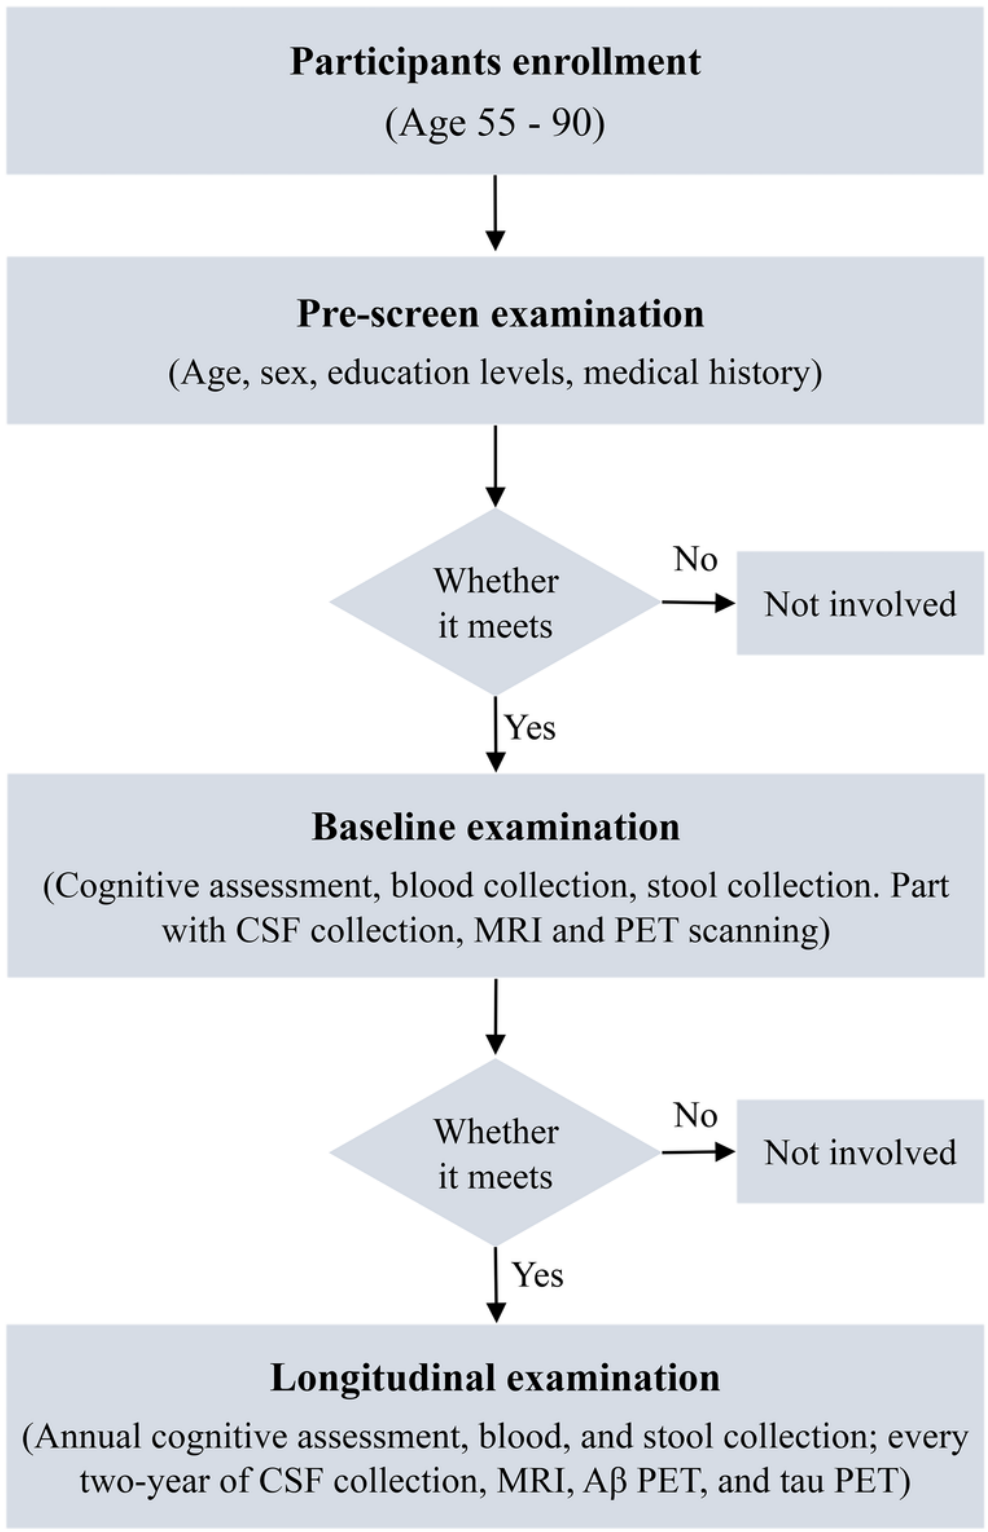 Participants enrollment
(Age 55 - 90)
Pre-screen examination
(Age, sex, education levels, medical history)
Whether
it meets
No
Not involved
Yes
Baseline examination
(Cognitive assessment, blood collection, stool collection. Part
with CSF collection, MRI and PET scanning)
Whether
it meets
No
Not involved
Yes
Longitudinal examination
(Annual cognitive assessment, blood, and stool collection; every
two-year of CSF collection, MRI, Aβ PET, and tau PET)